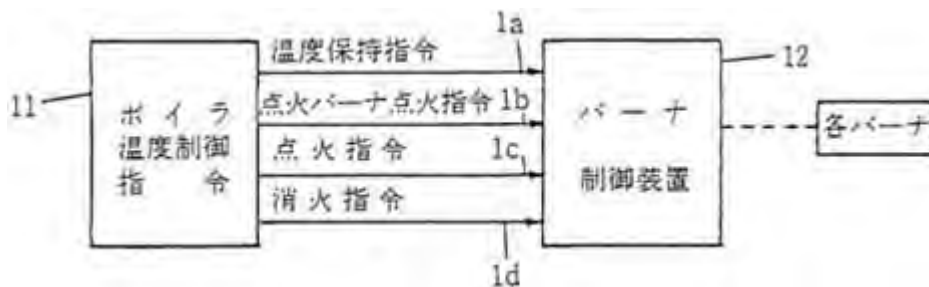 1a
温度保持指令
12
11
点火バーナ点火指令 1b
ボイラ
バーナ
各バーナ
温度制御
点火指令
1c
指令
制御装置
消火指令
1d